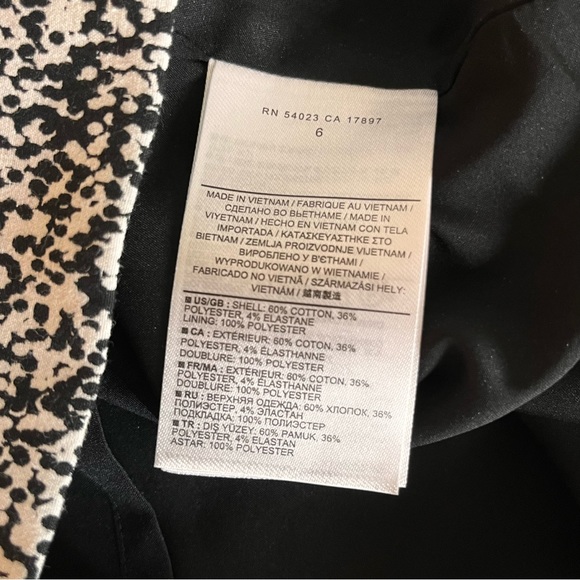 RN 54023 CA 17897
6
MADE IN VIETNAM / FABRIQUE AU VIETNAM /
СДЕЛАНО ВО ВЬЕТНАМЕ / MADE IN
VIYETNAM / HECHO EN VIETNAM CON TELA
IMPORTADA / ΚΑΤΑΣΚΕΥΑΣΤΗΚΕ ΣΤΟ
ΒΙΕΤΝΑΜ / ZEMLJA PROIZVODNJE VIJETNAM /
ВИРОБЛЕНО У В'ЄТНАМІ /
WYPRODUKOWANO W WIETNAMIE /
FABRICADO NO VIETNÃ / SZÁRMAZÁSI HELY:
VIETNÁM / 越南製造
■ US/GB : SHELL: 60% COTTON, 36%
POLYESTER, 4% ELASTANE
LINING: 100% POLYESTER
■ CA : EXTÉRIEUR: 60% COTON, 36%
POLYESTER, 4% ÉLASTHANNE
DOUBLURE: 100% POLYESTER
■ FR/MA : EXTÉRIEUR: 60% COTON, 36%
POLYESTER, 4% ÉLASTHANNE
DOUBLURE: 100% POLYESTER
■ RU : ВЕРХНЯЯ ОДЕЖДА: 60% ХЛОПОК, 36%
ПОЛИЭСТЕР, 4% ЭЛАСТАН
ПОДКЛАДКА: 100% ПОЛИЭСТЕР
■ TR : DIŞ YÜZEY: 60% PAMUK, 36%
POLYESTER, 4% ELASTAN
ASTAR: 100% POLYESTER